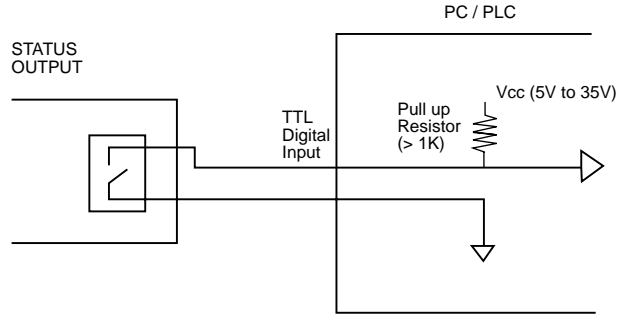 PC / PLC
STATUS
OUTPUT
Vcc (5V to 35V)
Pull up
Resistor
(> 1K)
TTL
Digital
Input